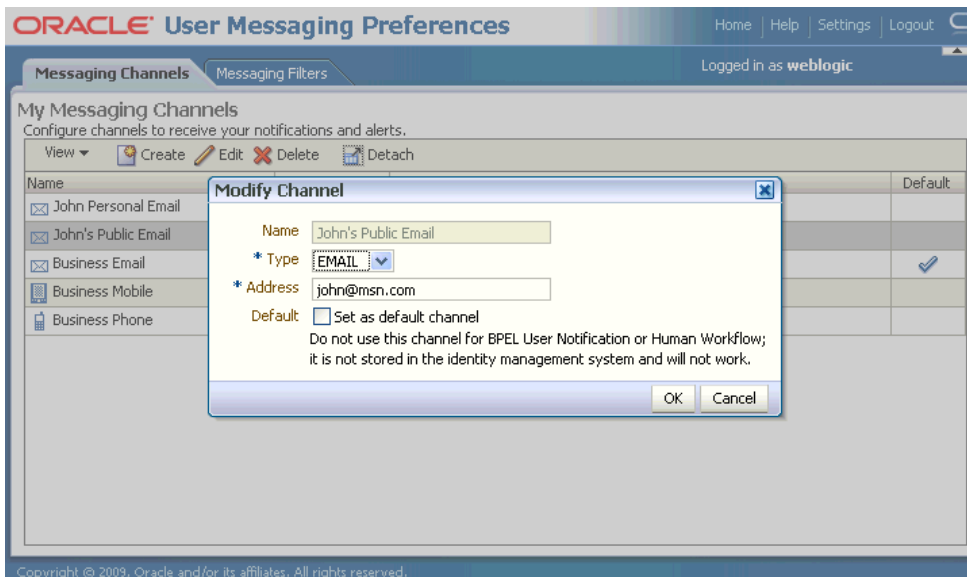 ORACLE User Messaging Preferences
Home | Help | Settings | Logout
Messaging Channels
Messaging Filters
Logged in as weblogic
My Messaging Channels
Configure channels to receive your notifications and alerts.
View Create Edit Delete Detach
Name Default
John Personal Email
John's Public Email
Business Email
Business Mobile
Business Phone
Modify Channel
Name John's Public Email
* Type EMAIL
* Address john@msn.com
Default Set as default channel
Do not use this channel for BPEL User Notification or Human Workflow;
it is not stored in the identity management system and will not work.
OK Cancel
Copyright © 2009, Oracle and/or its affiliates. All rights reserved.